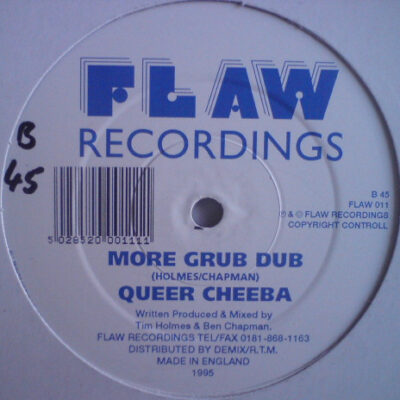 FLAW
RECORDINGS
B
45
5 028520 001111
B 45
FLAW 011
℗ & © FLAW RECORDINGS
COPYRIGHT CONTROLL
MORE GRUB DUB
(HOLMES/CHAPMAN)
QUEER CHEEBA
Written Produced & Mixed by
Tim Holmes & Ben Chapman.
FLAW RECORDINGS TEL/FAX 0181-868-1163
DISTRIBUTED BY DEMIX/R.T.M.
MADE IN ENGLAND
1995